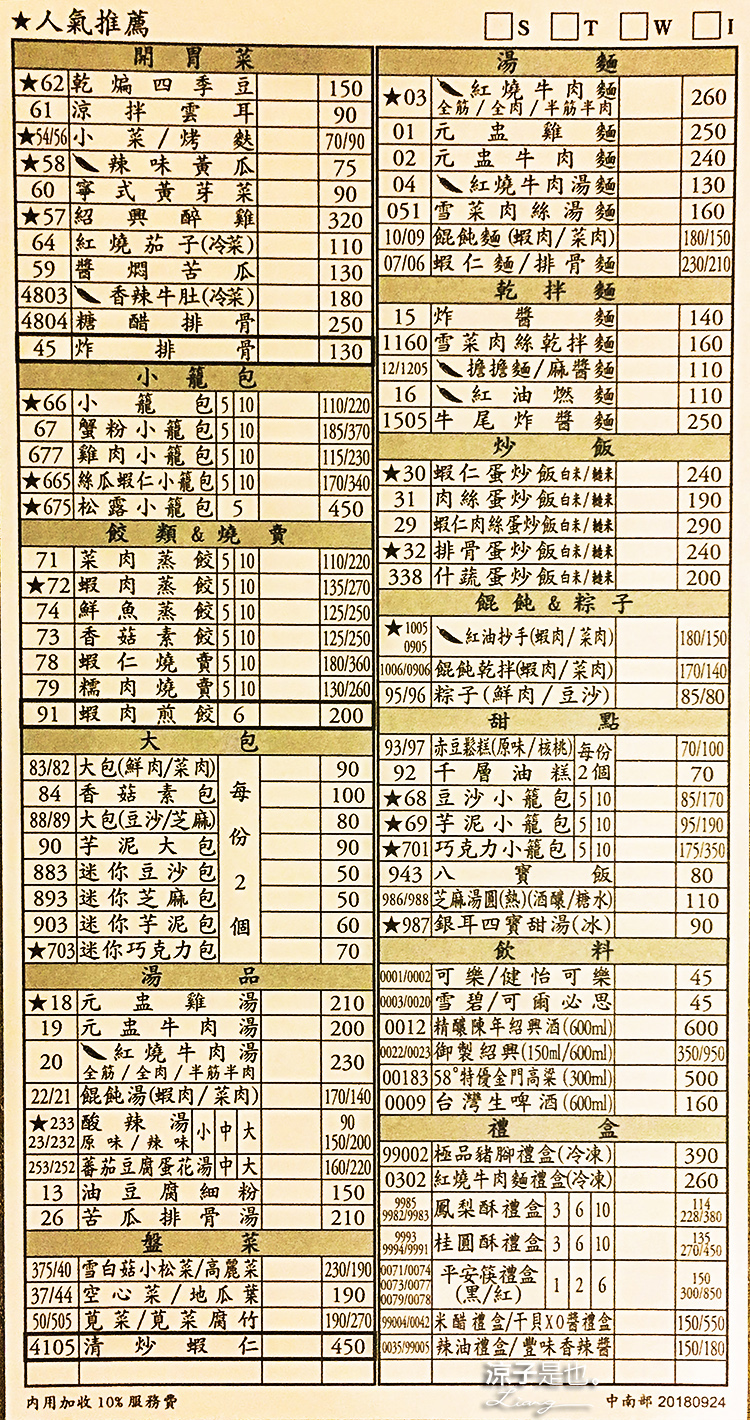 ★人氣推薦
□S □T □W □I
開胃菜
★62 乾煸四季豆 150
61 涼拌雲耳 90
★54/56 小菜/烤麩 70/90
★58 辣味黃瓜 75
60 寧式黃芽菜 90
★57 紹興醉雞 320
64 紅燒茄子(冷菜) 110
59 醬燜苦瓜 130
4803 香辣牛肚(冷菜) 180
4804 糖醋排骨 250
45 炸排骨 130
小籠包
★66 小籠包 5 10 110/220
67 蟹粉小籠包 5 10 185/370
677 雞肉小籠包 5 10 115/230
★665 絲瓜蝦仁小籠包 5 10 170/340
★675 松露小籠包 5 450
餃類&燒賣
71 菜肉蒸餃 5 10 110/220
★72 蝦肉蒸餃 5 10 135/270
74 鮮魚蒸餃 5 10 125/250
73 香菇素餃 5 10 125/250
78 蝦仁燒賣 5 10 180/360
79 糯肉燒賣 5 10 130/260
91 蝦肉煎餃 6 200
大包
每份2個
83/82 大包(鮮肉/菜肉) 90
84 香菇素包 100
88/89 大包(豆沙/芝麻) 80
90 芋泥大包 90
883 迷你豆沙包 50
893 迷你芝麻包 50
903 迷你芋泥包 60
★703 迷你巧克力包 70
湯品
★18 元盅雞湯 210
19 元盅牛肉湯 200
20 紅燒牛肉湯 230
全筋/全肉/半筋半肉
22/21 餛飩湯(蝦肉/菜肉) 170/140
★233 酸辣湯 小 中 大 90
23/232 原味/辣味 150/200
253/252 蕃茄豆腐蛋花湯 中 大 160/220
13 油豆腐細粉 150
26 苦瓜排骨湯 210
盤菜
375/40 雪白菇小松菜/高麗菜 230/190
37/44 空心菜/地瓜葉 190
50/505 莧菜/莧菜腐竹 190/270
4105 清炒蝦仁 450
內用加收10%服務費
湯麵
★03 紅燒牛肉麵 260
全筋/全肉/半筋半肉
01 元盅雞麵 250
02 元盅牛肉麵 240
04 紅燒牛肉湯麵 130
051 雪菜肉絲湯麵 160
10/09 餛飩麵(蝦肉/菜肉) 180/150
07/06 蝦仁麵/排骨麵 230/210
乾拌麵
15 炸醬麵 140
1160 雪菜肉絲乾拌麵 160
12/1205 擔擔麵/麻醬麵 110
16 紅油燃麵 110
1505 牛尾炸醬麵 250
炒飯
★30 蝦仁蛋炒飯 白米/糙米 240
31 肉絲蛋炒飯 白米/糙米 190
29 蝦仁肉絲蛋炒飯 白米/糙米 290
★32 排骨蛋炒飯 白米/糙米 240
338 什蔬蛋炒飯 白米/糙米 200
餛飩&粽子
★1005 0905 紅油抄手(蝦肉/菜肉) 180/150
1006/0906 餛飩乾拌(蝦肉/菜肉) 170/140
95/96 粽子(鮮肉/豆沙) 85/80
甜點
93/97 赤豆鬆糕(原味/核桃) 每份 70/100
92 千層油糕 2個 70
★68 豆沙小籠包 5 10 85/170
★69 芋泥小籠包 5 10 95/190
★701 巧克力小籠包 5 10 175/350
943 八寶飯 80
986/988 芝麻湯圓(熱)(酒釀/糖水) 110
★987 銀耳四寶甜湯(冰) 90
飲料
0001/0002 可樂/健怡可樂 45
0003/0020 雪碧/可爾必思 45
0012 精釀陳年紹興酒(600ml) 600
0022/0023 御製紹興(150ml/600ml) 350/950
00183 58°特優金門高粱(300ml) 500
0009 台灣生啤酒(600ml) 160
禮盒
99002 極品豬腳禮盒(冷凍) 390
0302 紅燒牛肉麵禮盒(冷凍) 260
9985 9982/9983 鳳梨酥禮盒 3 6 10 114 228/380
9993 9994/9991 桂圓酥禮盒 3 6 10 135 270/450
0071/0074 0073/0077 0079/0078 平安筷禮盒(黑/紅) 1 2 6 150 300/850
99004/0042 米醋禮盒/干貝XO醬禮盒 150/550
0035/99005 辣油禮盒/豐味香辣醬 150/180
涼子是也。
Liang
中南部 20180924